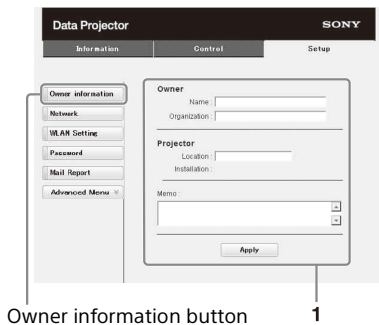 Data Projector
SONY
Information
Control
Setup
Owner information
Network
WLAN Setting
Password
Mail Report
Advanced Menu
Owner
Name :
Organization :
Projector
Location :
Installation :
Memo :
Apply
Owner information button
1